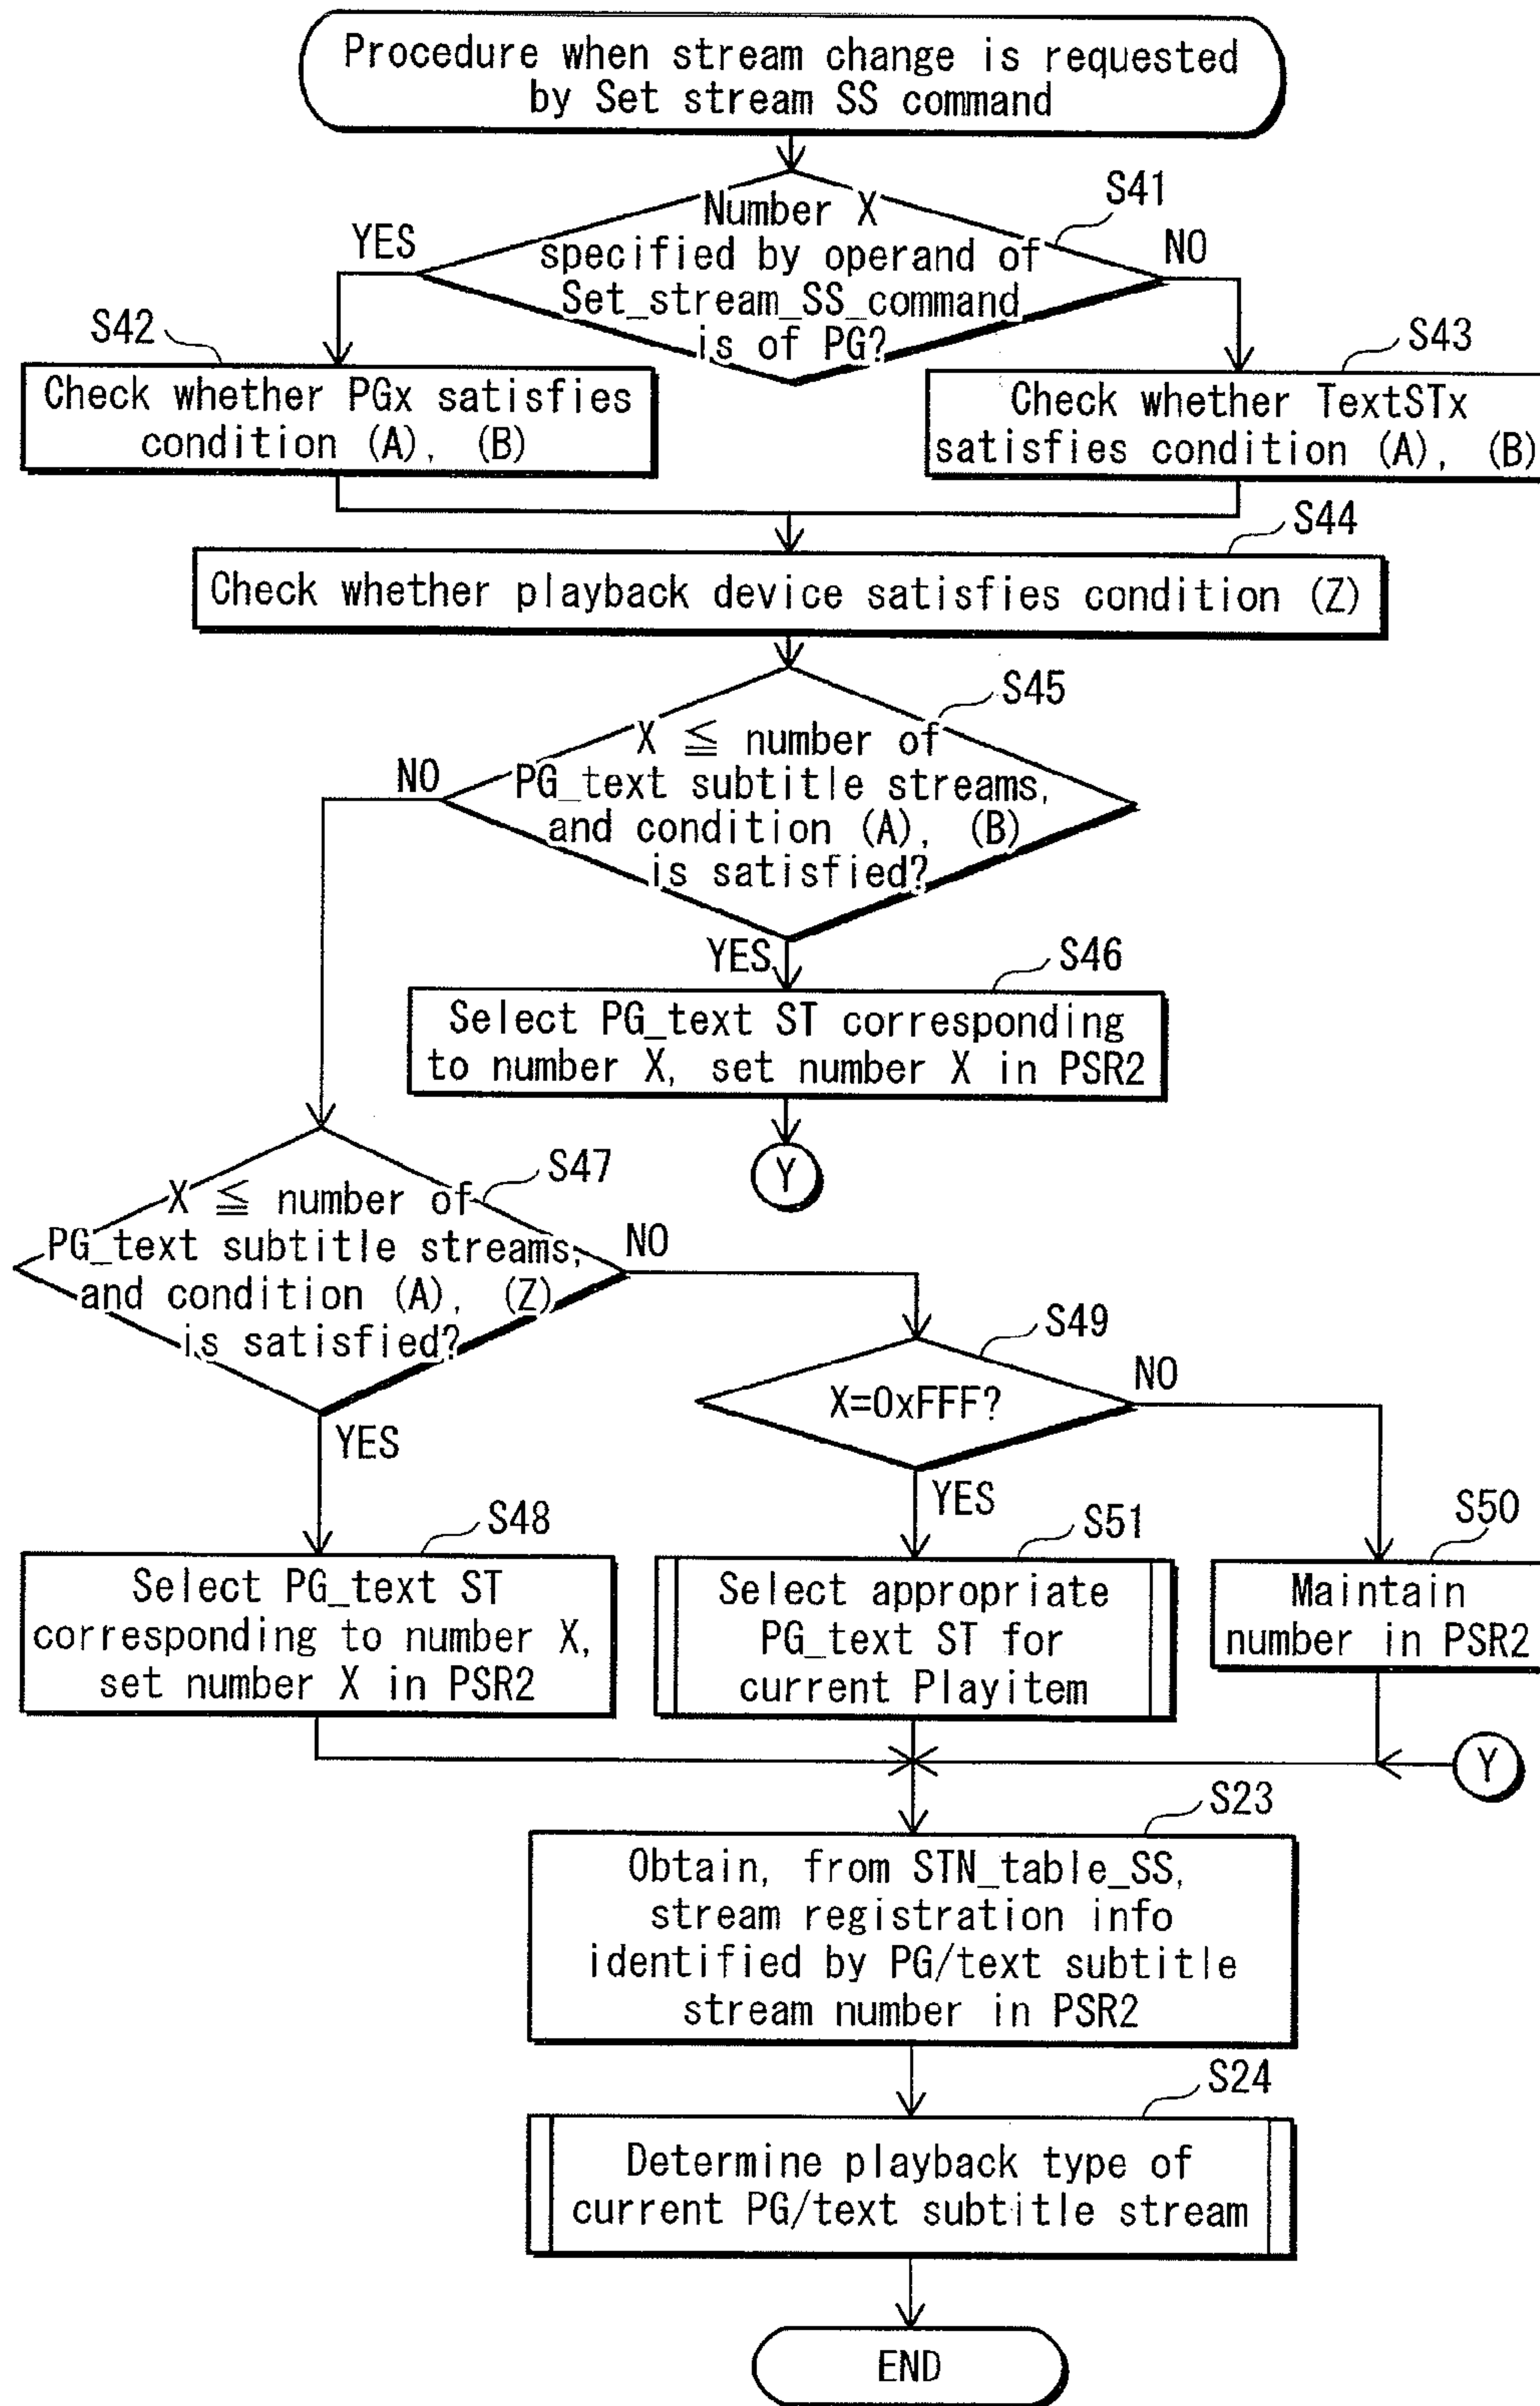 Procedure when stream change is requested
by Set stream SS command
S41
Number X
specified by operand of
Set_stream_SS_command
is of PG?
YES
NO
S42
Check whether PGx satisfies
condition (A), (B)
S43
Check whether TextSTx
satisfies condition (A), (B)
S44
Check whether playback device satisfies condition (Z)
S45
X ≦ number of
PG_text subtitle streams,
and condition (A), (B)
is satisfied?
NO
YES
S46
Select PG_text ST corresponding
to number X, set number X in PSR2
Y
S47
X ≦ number of
PG_text subtitle streams,
and condition (A), (Z)
is satisfied?
NO
YES
S49
X=0xFFF?
NO
YES
S48
Select PG_text ST
corresponding to number X,
set number X in PSR2
S51
Select appropriate
PG_text ST for
current Playitem
S50
Maintain
number in PSR2
Y
S23
Obtain, from STN_table_SS,
stream registration info
identified by PG/text subtitle
stream number in PSR2
S24
Determine playback type of
current PG/text subtitle stream
END